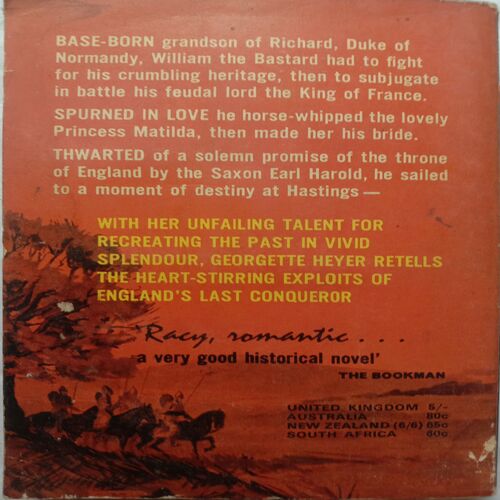 BASE-BORN grandson of Richard, Duke of
Normandy, William the Bastard had to fight
for his crumbling heritage, then to subjugate
in battle his feudal lord the King of France.
SPURNED IN LOVE he horse-whipped the lovely
Princess Matilda, then made her his bride.
THWARTED of a solemn promise of the throne
of England by the Saxon Earl Harold, he sailed
to a moment of destiny at Hastings —
WITH HER UNFAILING TALENT FOR
RECREATING THE PAST IN VIVID
SPLENDOUR, GEORGETTE HEYER RETELLS
THE HEART-STIRRING EXPLOITS OF
ENGLAND'S LAST CONQUEROR
... 'Racy, romantic ...
a very good historical novel'
THE BOOKMAN
UNITED KINGDOM 5/-
AUSTRALIA 80c
NEW ZEALAND (6/6) 65c
SOUTH AFRICA 60c